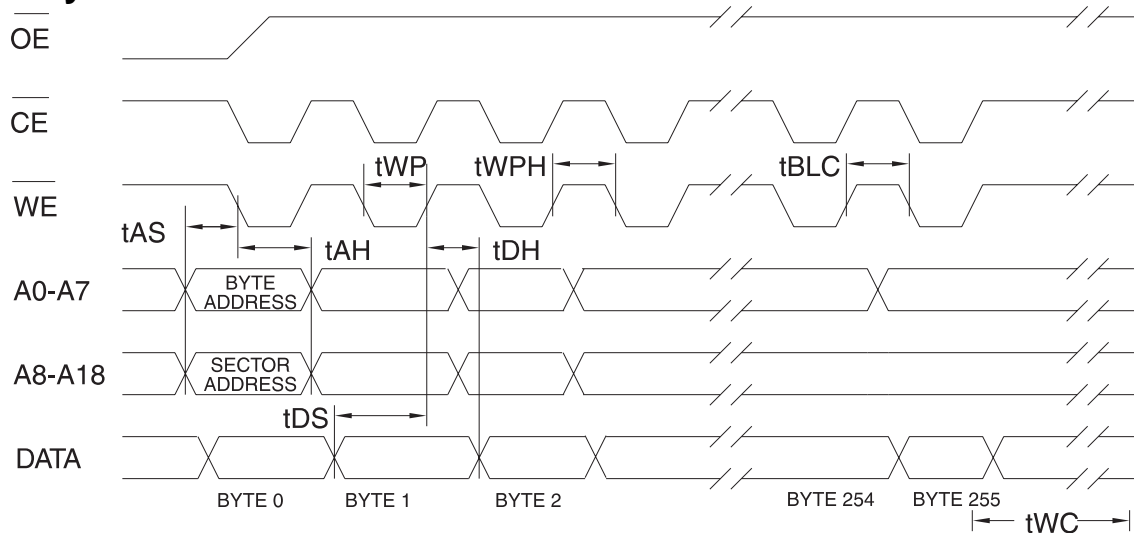 OE
CE
tWP tWPH tBLC
WE
tAS tAH tDH
A0-A7 BYTE ADDRESS
A8-A18 SECTOR ADDRESS
tDS
DATA
BYTE 0 BYTE 1 BYTE 2 BYTE 254 BYTE 255
tWC